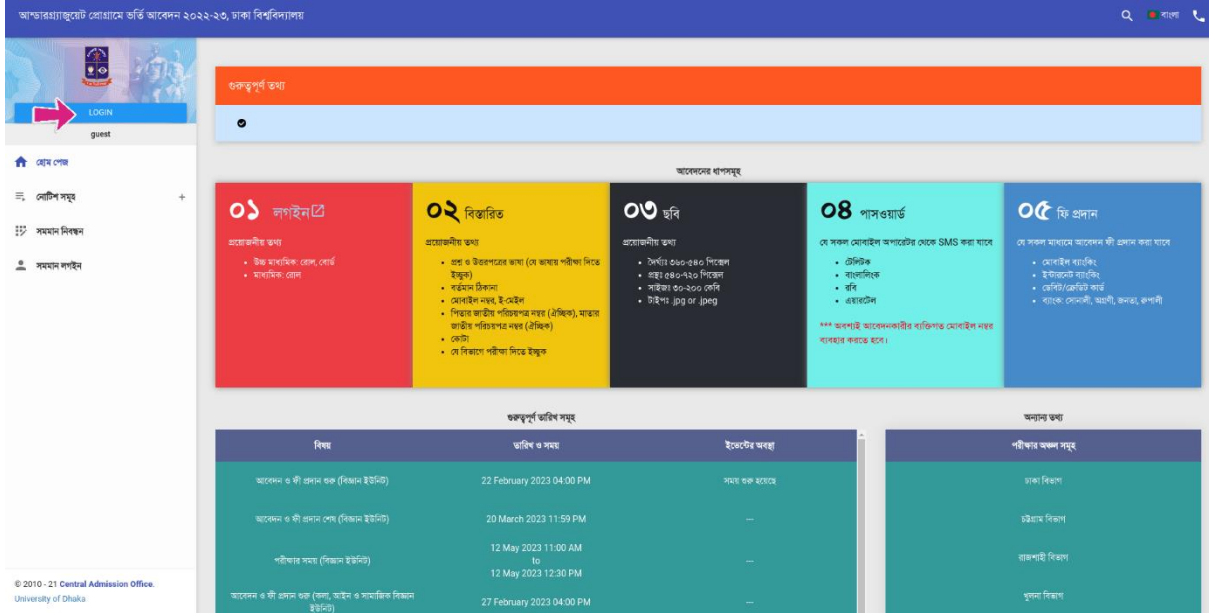 আন্ডারগ্র্যাজুয়েট প্রোগ্রামে ভর্তি আবেদন ২০২২-২৩, ঢাকা বিশ্ববিদ্যালয়
বাংলা
LOGIN
guest
হোম পেজ
নোটিশ সমূহ +
সমমান নিবন্ধন
সমমান লগইন
© 2010 - 21 Central Admission Office.
University of Dhaka
গুরুত্বপূর্ণ তথ্য
আবেদনের ধাপসমূহ
০১ লগইন
প্রয়োজনীয় তথ্য
উচ্চ মাধ্যমিক: রোল, বোর্ড
মাধ্যমিক: রোল
০২ বিস্তারিত
প্রয়োজনীয় তথ্য
প্রশ্ন ও উত্তরপত্রের ভাষা (যে ভাষায় পরীক্ষা দিতে
ইচ্ছুক)
বর্তমান ঠিকানা
মোবাইল নম্বর, ই-মেইল
পিতার জাতীয় পরিচয়পত্র নম্বর (ঐচ্ছিক), মাতার
জাতীয় পরিচয়পত্র নম্বর (ঐচ্ছিক)
কোটা
যে বিভাগে পরীক্ষা দিতে ইচ্ছুক
০৩ ছবি
প্রয়োজনীয় তথ্য
দৈর্ঘ্যঃ ৩৬০-৫৪০ পিক্সেল
প্রস্থঃ ৫৪০-৭২০ পিক্সেল
সাইজঃ ৩০-২০০ কেবি
টাইপঃ .jpg or .jpeg
০৪ পাসওয়ার্ড
যে সকল মোবাইল অপারেটর থেকে SMS করা যাবে
টেলিটক
বাংলালিংক
রবি
এয়ারটেল
*** অবশ্যই আবেদনকারীর ব্যক্তিগত মোবাইল নম্বর
ব্যবহার করতে হবে।
০৫ ফি প্রদান
যে সকল মাধ্যমে আবেদন ফী প্রদান করা যাবে
মোবাইল ব্যাংকিং
ইন্টারনেট ব্যাংকিং
ডেবিট/ক্রেডিট কার্ড
ব্যাংক: সোনালী, অগ্রণী, জনতা, রূপালী
গুরুত্বপূর্ণ তারিখ সমূহ
বিষয় তারিখ ও সময় ইভেন্টের অবস্থা
আবেদন ও ফী প্রদান শুরু (বিজ্ঞান ইউনিট) 22 February 2023 04:00 PM সময় শুরু হয়েছে
আবেদন ও ফী প্রদান শেষ (বিজ্ঞান ইউনিট) 20 March 2023 11:59 PM ---
পরীক্ষার সময় (বিজ্ঞান ইউনিট) 12 May 2023 11:00 AM
to
12 May 2023 12:30 PM ---
আবেদন ও ফী প্রদান শুরু (কলা, আইন ও সামাজিক বিজ্ঞান
ইউনিট) 27 February 2023 04:00 PM ---
অন্যান্য তথ্য
পরীক্ষার অঞ্চল সমূহ
ঢাকা বিভাগ
চট্টগ্রাম বিভাগ
রাজশাহী বিভাগ
খুলনা বিভাগ